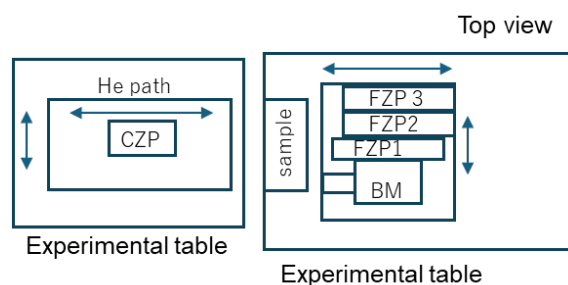 Top view
He path
CZP
Experimental table
sample
FZP 3
FZP2
FZP1
BM
Experimental table